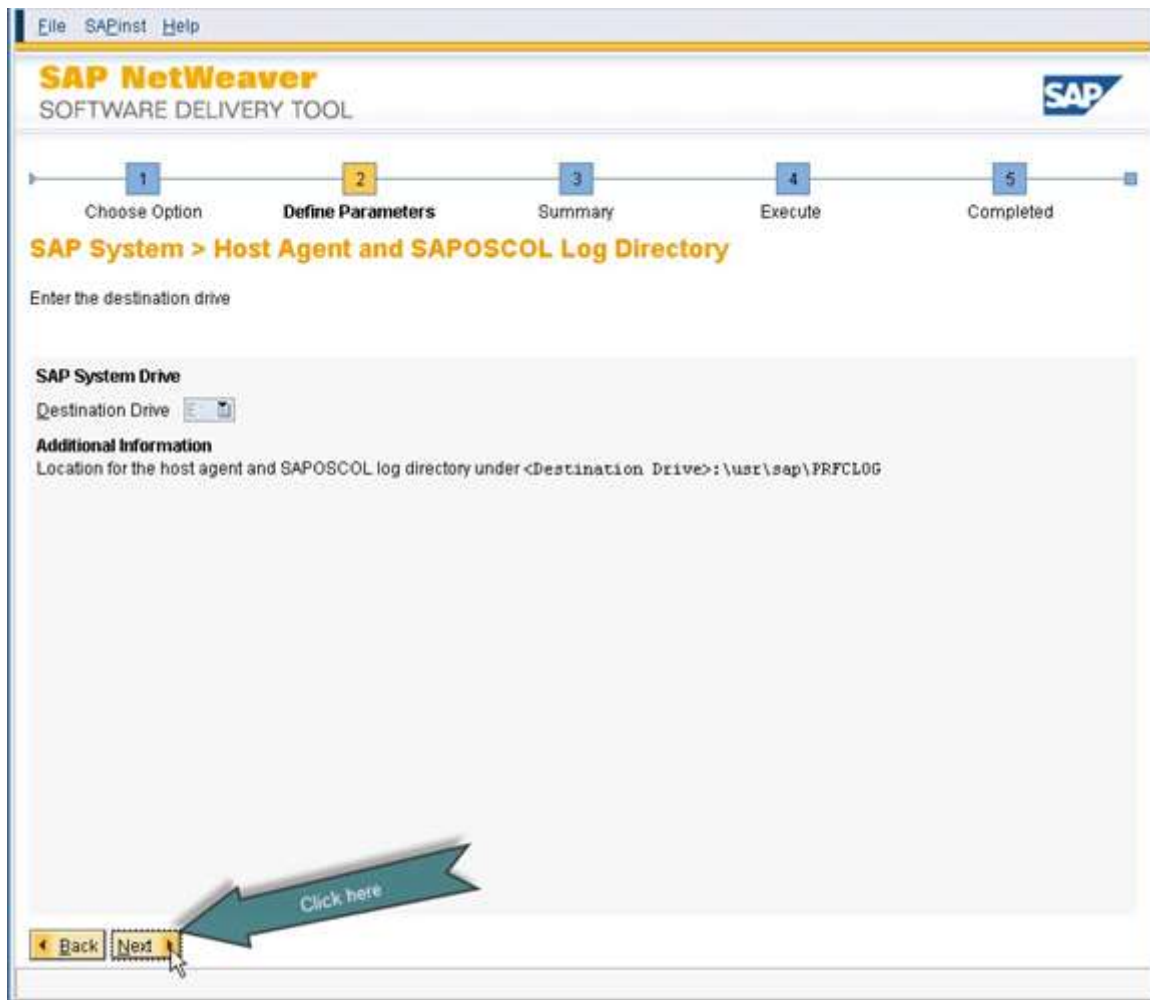 File SAPinst Help
SAP NetWeaver
SOFTWARE DELIVERY TOOL
SAP
1 2 3 4 5
Choose Option Define Parameters Summary Execute Completed
SAP System > Host Agent and SAPOSCOL Log Directory
Enter the destination drive
SAP System Drive
Destination Drive E:
Additional Information
Location for the host agent and SAPOSCOL log directory under <Destination Drive>:\usr\sap\PRFCLOG
Click here
Back Next